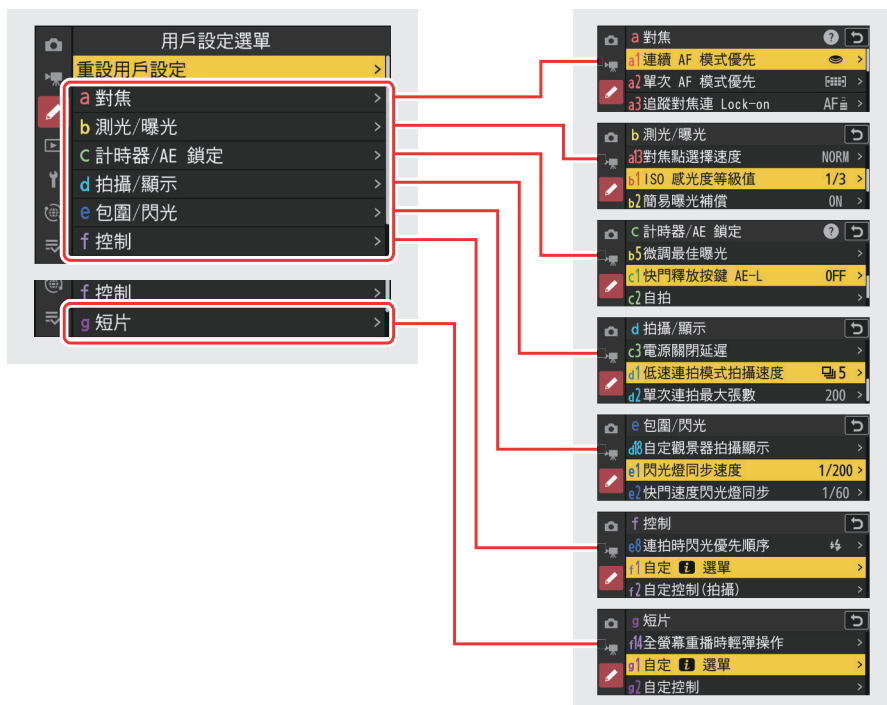 用戶設定選單
重設用戶設定 >
a 對焦 >
b 測光/曝光 >
c 計時器/AE 鎖定 >
d 拍攝/顯示 >
e 包圍/閃光 >
f 控制 >
f 控制 >
g 短片 >
a 對焦 ?
a1 連續 AF 模式優先 >
a2 單次 AF 模式優先 >
a3 追蹤對焦連 Lock-on AF >
b 測光/曝光
a13 對焦點選擇速度 NORM >
b1 ISO 感光度等級值 1/3 >
b2 簡易曝光補償 ON >
c 計時器/AE 鎖定 ?
b5 微調最佳曝光 >
c1 快門釋放按鍵 AE-L OFF >
c2 自拍 >
d 拍攝/顯示
c3 電源關閉延遲 >
d1 低速連拍模式拍攝速度 5 >
d2 單次連拍最大張數 200 >
e 包圍/閃光
d18 自定觀景器拍攝顯示 >
e1 閃光燈同步速度 1/200 >
e2 快門速度閃光燈同步 1/60 >
f 控制
e8 連拍時閃光優先順序 >
f1 自定 i 選單 >
f2 自定控制(拍攝) >
g 短片
f14 全螢幕重播時輕彈操作 >
g1 自定 i 選單 >
g2 自定控制 >